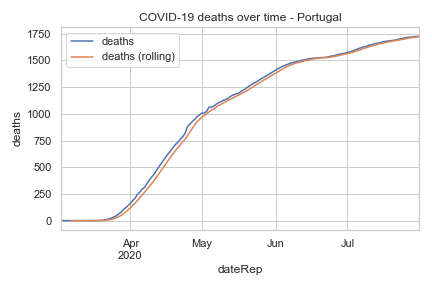 COVID-19 deaths over time - Portugal
deaths
deaths (rolling)
1750
1500
1250
1000
750
500
250
0
deaths
Apr
2020
May
Jun
Jul
dateRep